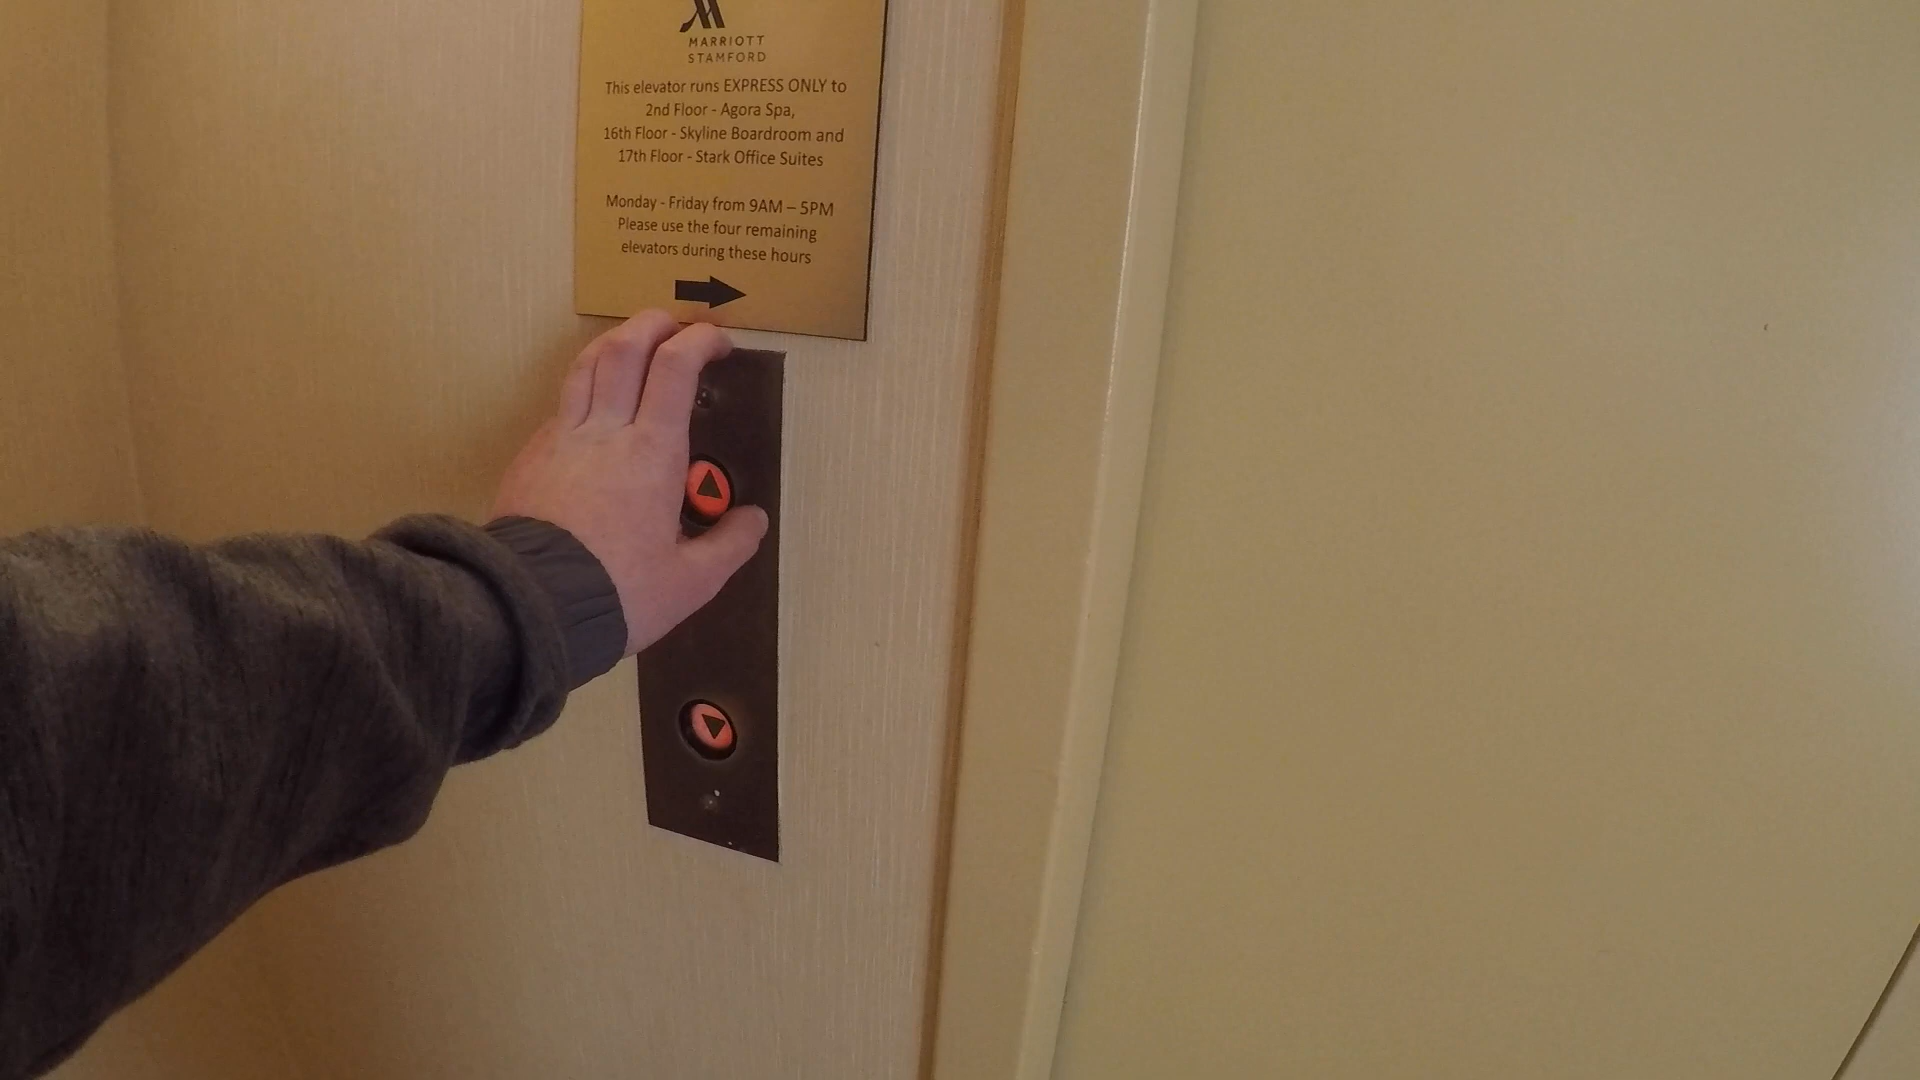 MARRIOTT
STAMFORD
This elevator runs EXPRESS ONLY to
2nd Floor - Agora Spa,
16th Floor - Skyline Boardroom and
17th Floor - Stark Office Suites
Monday - Friday from 9AM – 5PM
Please use the four remaining
elevators during these hours